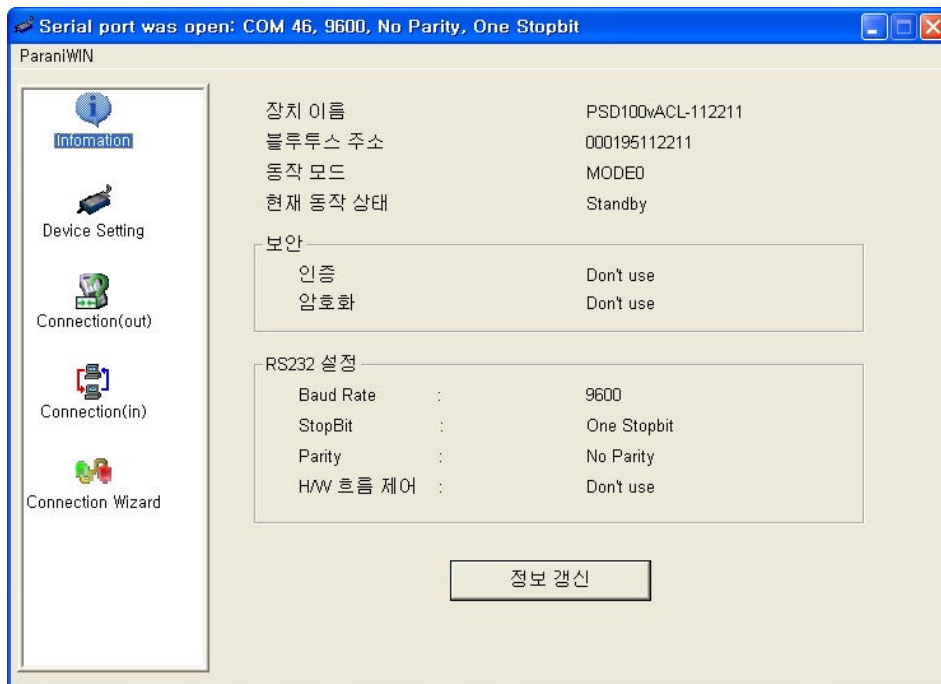 Serial port was open: COM 46, 9600, No Parity, One Stopbit
ParaniWIN
Infomation
Device Setting
Connection(out)
Connection(in)
Connection Wizard
장치 이름 PSD100vACL-112211
블루투스 주소 000195112211
동작 모드 MODE0
현재 동작 상태 Standby
보안
인증 Don't use
암호화 Don't use
RS232 설정
Baud Rate : 9600
StopBit : One Stopbit
Parity : No Parity
H/W 흐름 제어 : Don't use
정보 갱신